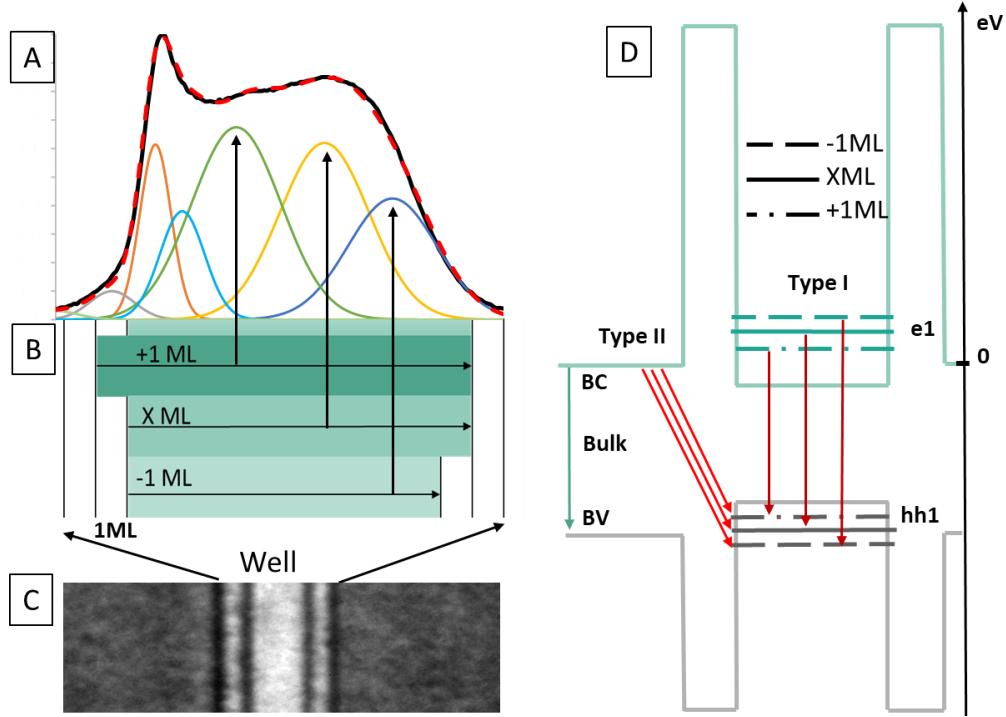 A
B
+1 ML
X ML
-1 ML
1ML
Well
C
D
eV
-1ML
XML
+1ML
Type I
e1
Type II
0
BC
Bulk
BV
hh1